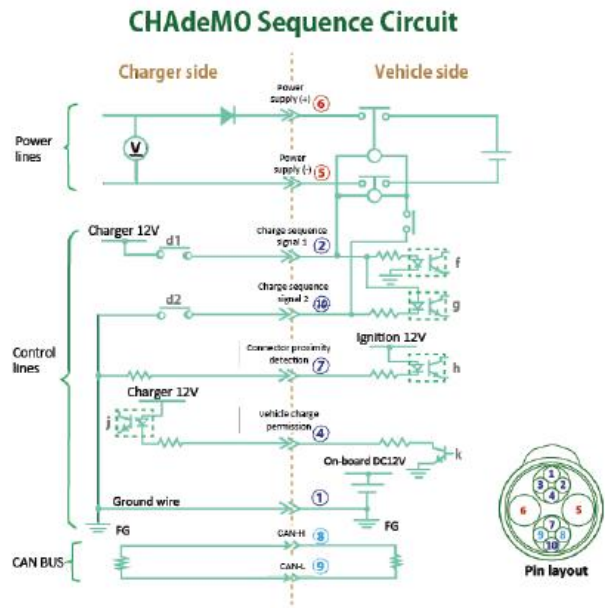 CHAdeMO Sequence Circuit
Charger side
Vehicle side
Power
supply (+)
6
Power
lines
V
Power
supply (-)
5
Charger 12V
d1
Charge sequence
signal 1
2
f
d2
Charge sequence
signal 2
10
g
Control
lines
Connector proximity
detection
7
Ignition 12V
h
Charger 12V
j
Vehicle charge
permission
4
k
On-board DC12V
Ground wire
1
FG
FG
CAN BUS
CAN-H
8
CAN-L
9
1
3
2
4
6
5
7
9
8
10
Pin layout